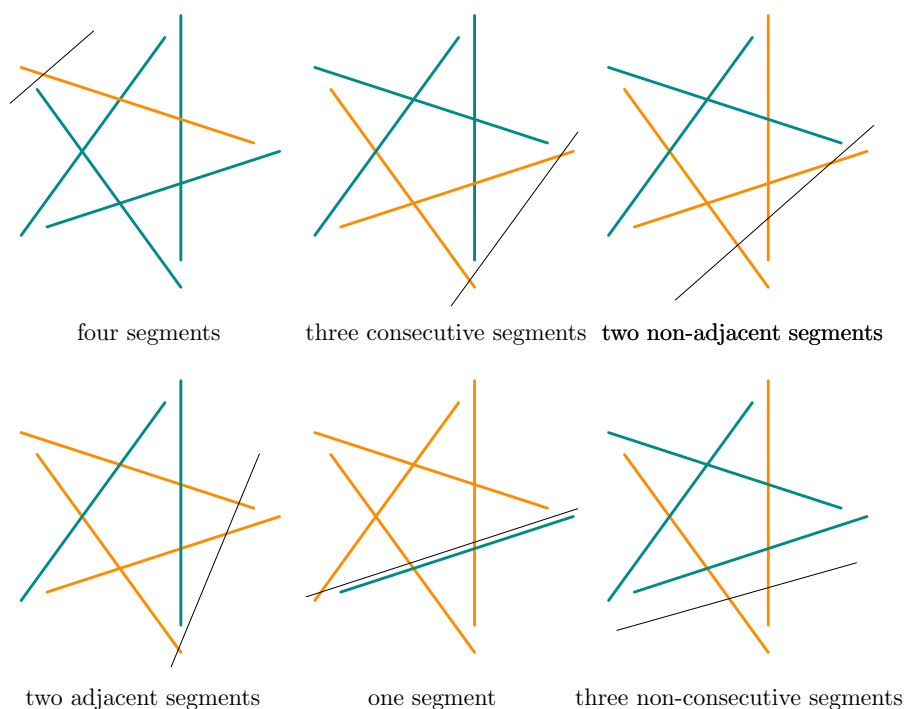 four segments
three consecutive segments
two non-adjacent segments
two adjacent segments
one segment
three non-consecutive segments